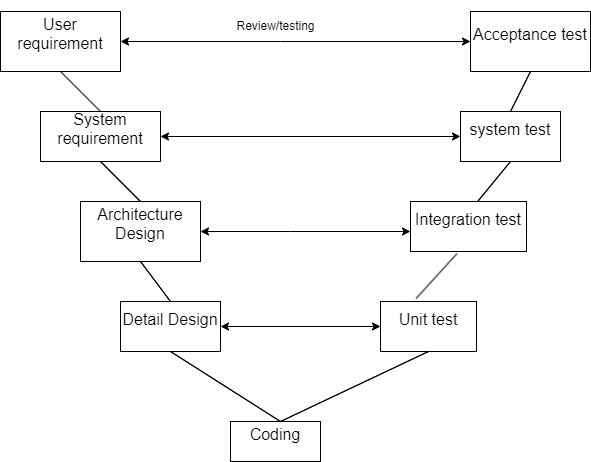 User
requirement
Review/testing
Acceptance test
System
requirement
system test
Architecture
Design
Integration test
Detail Design
Unit test
Coding